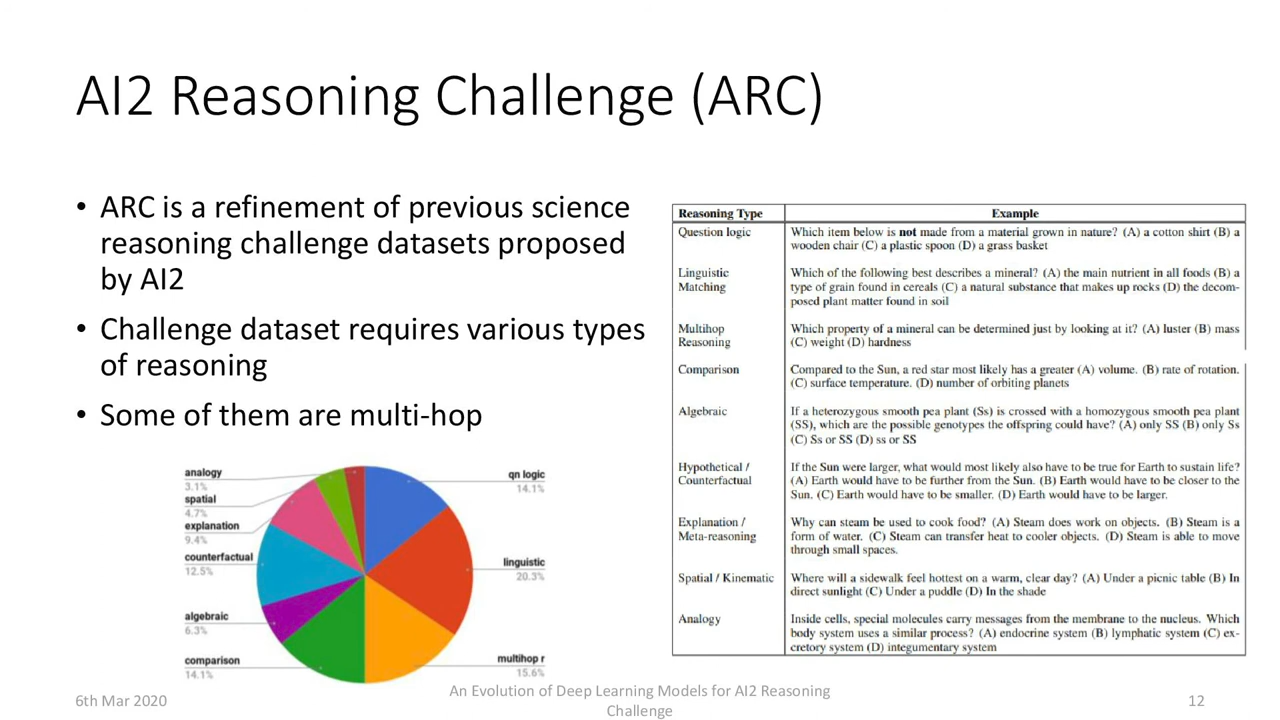 AI2 Reasoning Challenge (ARC)
• ARC is a refinement of previous science
reasoning challenge datasets proposed
by AI2
• Challenge dataset requires various types
of reasoning
• Some of them are multi-hop
analogy
3.1%
spatial
4.7%
explanation
9.4%
counterfactual
12.5%
algebraic
6.3%
comparison
14.1%
qn logic
14.1%
linguistic
20.3%
multihop r
15.6%
Reasoning Type Example
Question logic Which item below is not made from a material grown in nature? (A) a cotton shirt (B) a
wooden chair (C) a plastic spoon (D) a grass basket
Linguistic Which of the following best describes a mineral? (A) the main nutrient in all foods (B) a
Matching type of grain found in cereals (C) a natural substance that makes up rocks (D) the decom-
posed plant matter found in soil
Multihop Which property of a mineral can be determined just by looking at it? (A) luster (B) mass
Reasoning (C) weight (D) hardness
Comparison Compared to the Sun, a red star most likely has a greater (A) volume. (B) rate of rotation.
(C) surface temperature. (D) number of orbiting planets
Algebraic If a heterozygous smooth pea plant (Ss) is crossed with a homozygous smooth pea plant
(SS), which are the possible genotypes the offspring could have? (A) only SS (B) only Ss
(C) Ss or SS (D) ss or SS
Hypothetical / If the Sun were larger, what would most likely also have to be true for Earth to sustain life?
Counterfactual (A) Earth would have to be further from the Sun. (B) Earth would have to be closer to the
Sun. (C) Earth would have to be smaller. (D) Earth would have to be larger.
Explanation / Why can steam be used to cook food? (A) Steam does work on objects. (B) Steam is a
Meta-reasoning form of water. (C) Steam can transfer heat to cooler objects. (D) Steam is able to move
through small spaces.
Spatial / Kinematic Where will a sidewalk feel hottest on a warm, clear day? (A) Under a picnic table (B) In
direct sunlight (C) Under a puddle (D) In the shade
Analogy Inside cells, special molecules carry messages from the membrane to the nucleus. Which
body system uses a similar process? (A) endocrine system (B) lymphatic system (C) ex-
cretory system (D) integumentary system
6th Mar 2020
An Evolution of Deep Learning Models for AI2 Reasoning
Challenge
12